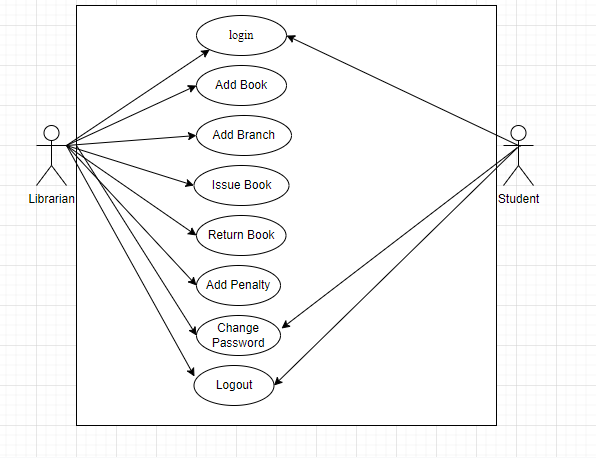 login
Add Book
Add Branch
Issue Book
Librarian
Student
Return Book
Add Penalty
Change
Password
Logout